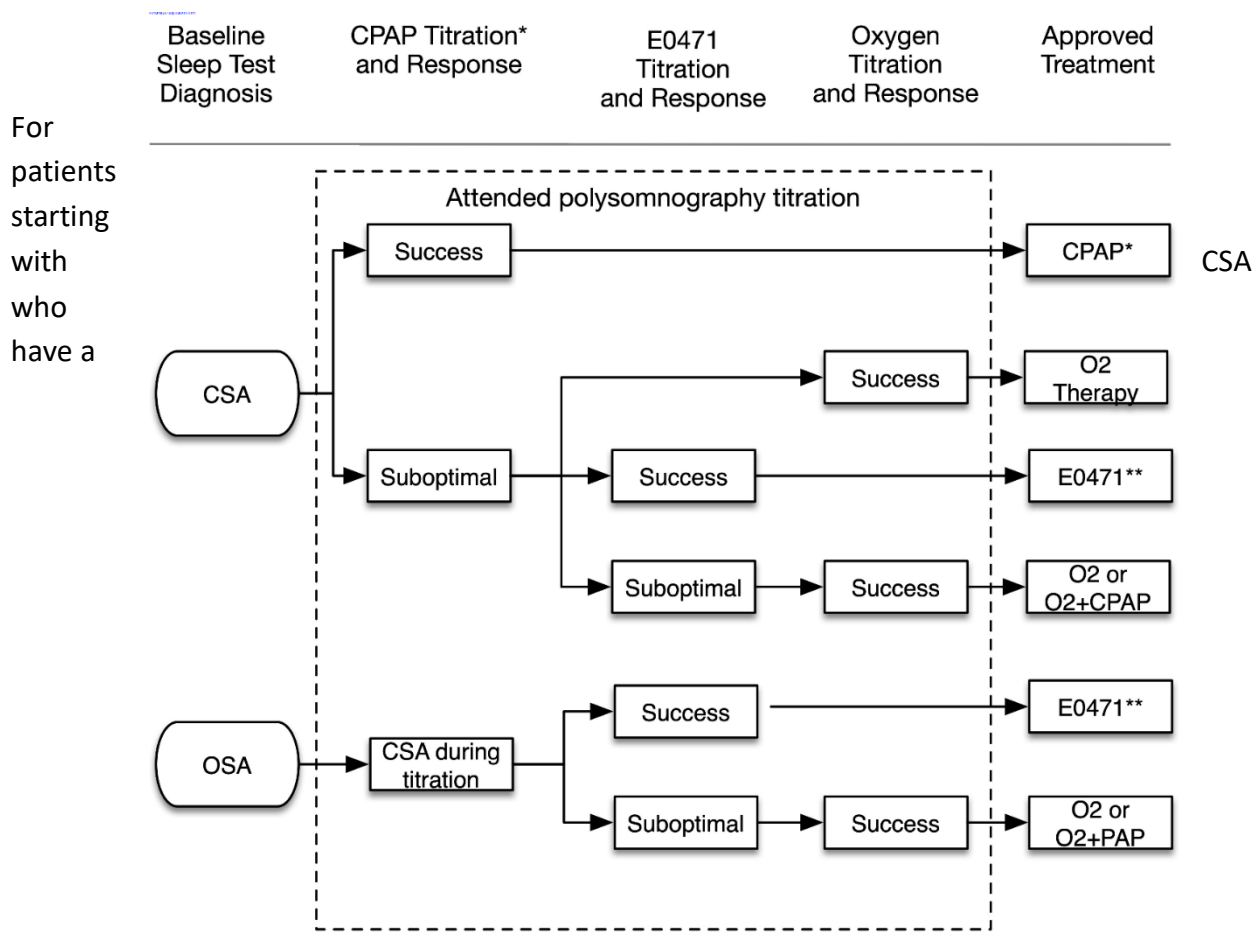 Baseline
Sleep Test
Diagnosis
CPAP Titration*
and Response
E0471
Titration
and Response
Oxygen
Titration
and Response
Approved
Treatment
For
patients
starting
with
who
have a
CSA
Attended polysomnography titration
Success
CPAP*
CSA
Success
O2
Therapy
Suboptimal
Success
E0471**
Suboptimal
Success
O2 or
O2+CPAP
OSA
CSA during
titration
Success
E0471**
Suboptimal
Success
O2 or
O2+PAP